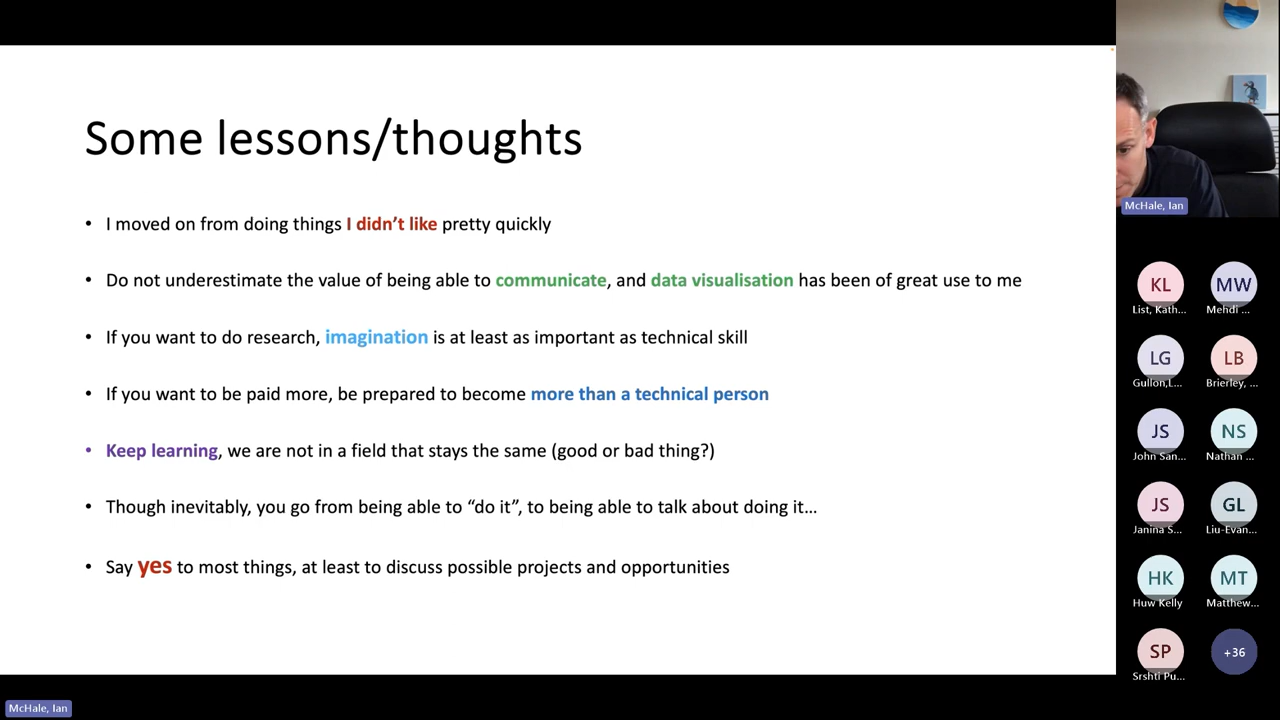 Some lessons/thoughts
• I moved on from doing things I didn't like pretty quickly
• Do not underestimate the value of being able to communicate, and data visualisation has been of great use to me
• If you want to do research, imagination is at least as important as technical skill
• If you want to be paid more, be prepared to become more than a technical person
• Keep learning, we are not in a field that stays the same (good or bad thing?)
• Though inevitably, you go from being able to “do it”, to being able to talk about doing it...
• Say yes to most things, at least to discuss possible projects and opportunities
McHale, Ian
KL
MW
List, Kath...
Mehdi ...
LG
LB
Gullon,L...
Brierley, ...
JS
NS
John San...
Nathan ...
JS
GL
Janina S...
Liu-Evan...
HK
MT
Huw Kelly
Matthew...
SP
+36
Srshti Pu...
McHale, Ian